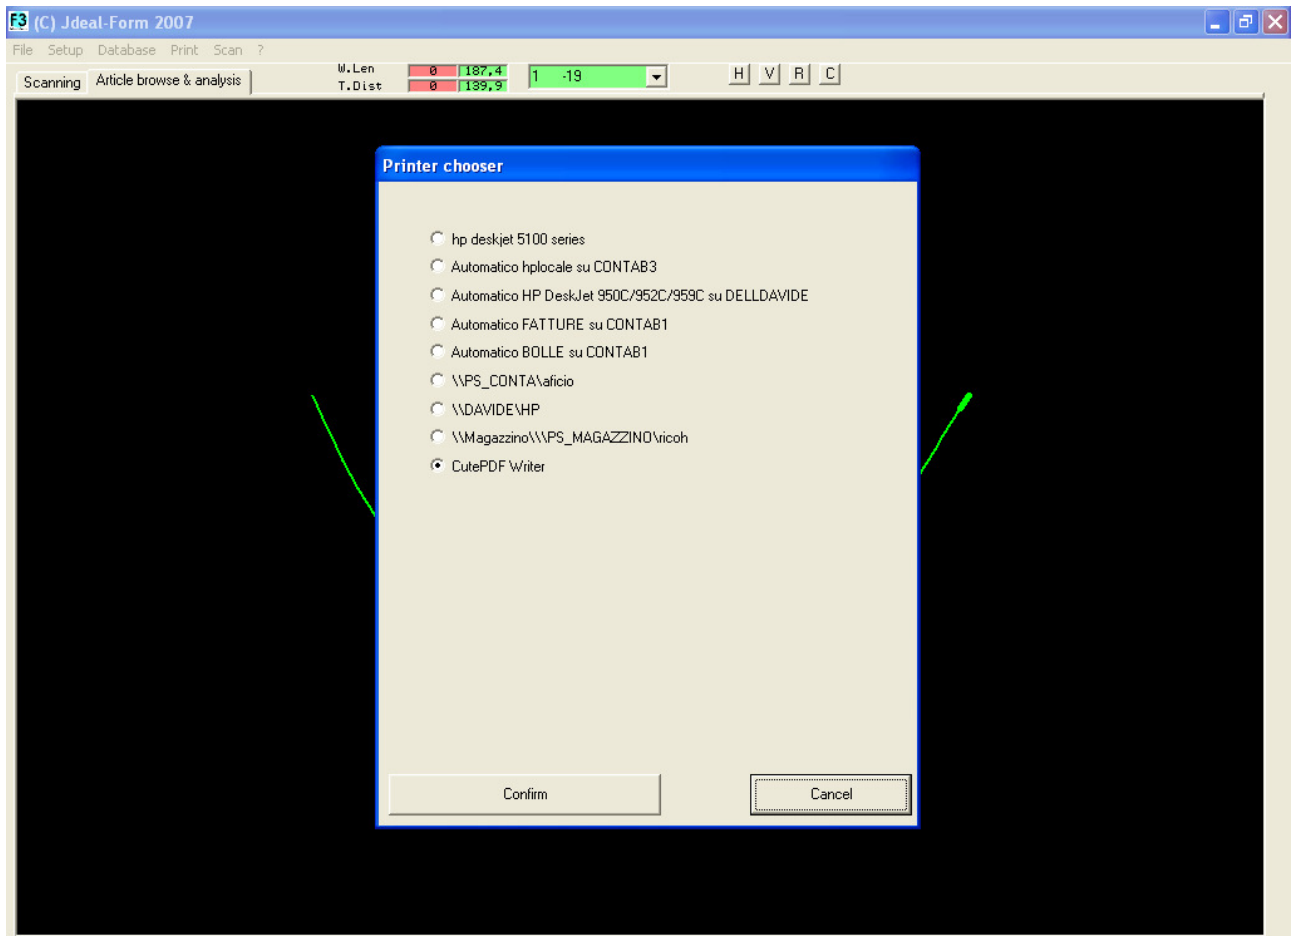 F3 (C) Jdeal-Form 2007
File Setup Database Print Scan ?
Scanning Article browse & analysis
W.Len 0 187,4
T.Dist 0 139,9
1 -19
H V R C
Printer chooser
hp deskjet 5100 series
Automatico hplocale su CONTAB3
Automatico HP DeskJet 950C/952C/959C su DELLDAVIDE
Automatico FATTURE su CONTAB1
Automatico BOLLE su CONTAB1
\\PS_CONTA\aficio
\\DAVIDE\HP
\\Magazzino\\\PS_MAGAZZINO\ricoh
CutePDF Writer
Confirm Cancel